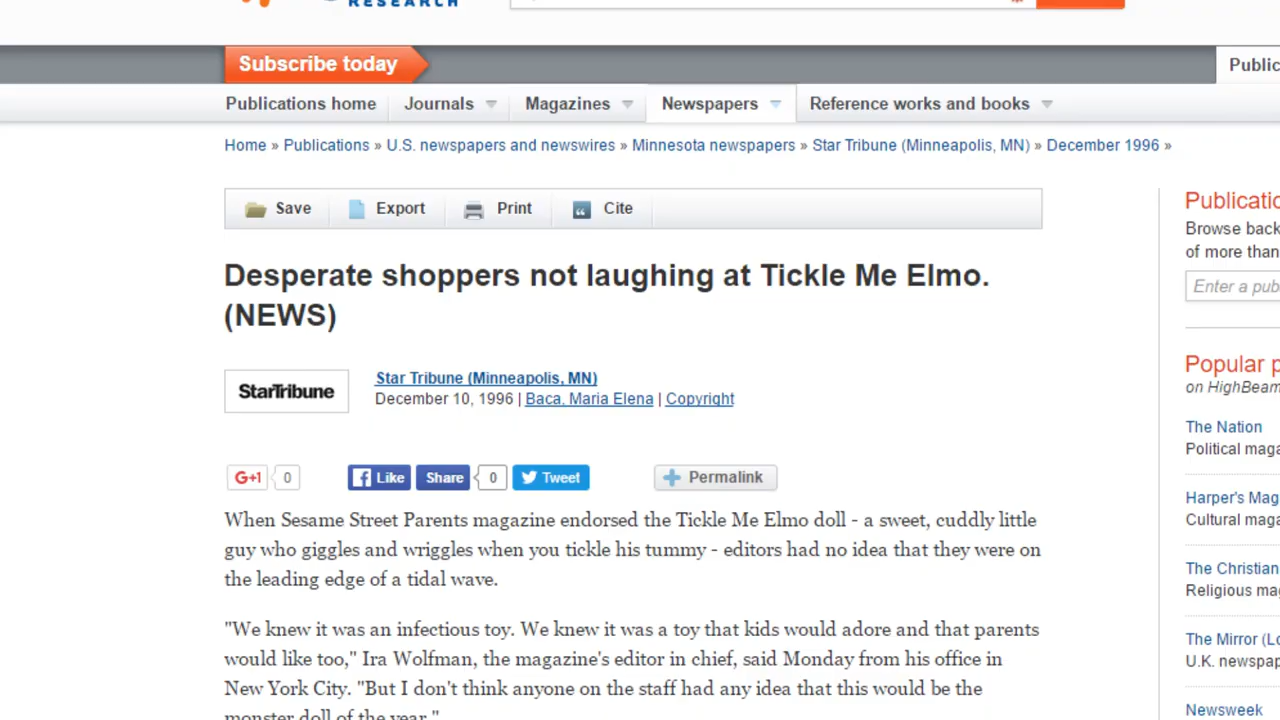 RESEARCH
Subscribe today
Public
Publications home
Journals
Magazines
Newspapers
Reference works and books
Home » Publications » U.S. newspapers and newswires » Minnesota newspapers » Star Tribune (Minneapolis, MN) » December 1996 »
Save
Export
Print
Cite
Desperate shoppers not laughing at Tickle Me Elmo.
(NEWS)
StarTribune
Star Tribune (Minneapolis, MN)
December 10, 1996 | Baca, Maria Elena | Copyright
G+1 0
Like
Share
0
Tweet
Permalink
When Sesame Street Parents magazine endorsed the Tickle Me Elmo doll - a sweet, cuddly little
guy who giggles and wriggles when you tickle his tummy - editors had no idea that they were on
the leading edge of a tidal wave.
"We knew it was an infectious toy. We knew it was a toy that kids would adore and that parents
would like too," Ira Wolfman, the magazine's editor in chief, said Monday from his office in
New York City. "But I don't think anyone on the staff had any idea that this would be the
monster doll of the year."
Publicatio
Browse back
of more than
Enter a pub
Popular p
on HighBeam
The Nation
Political maga
Harper's Mag
Cultural maga
The Christian
Religious mag
The Mirror (Lo
U.K. newspap
Newsweek